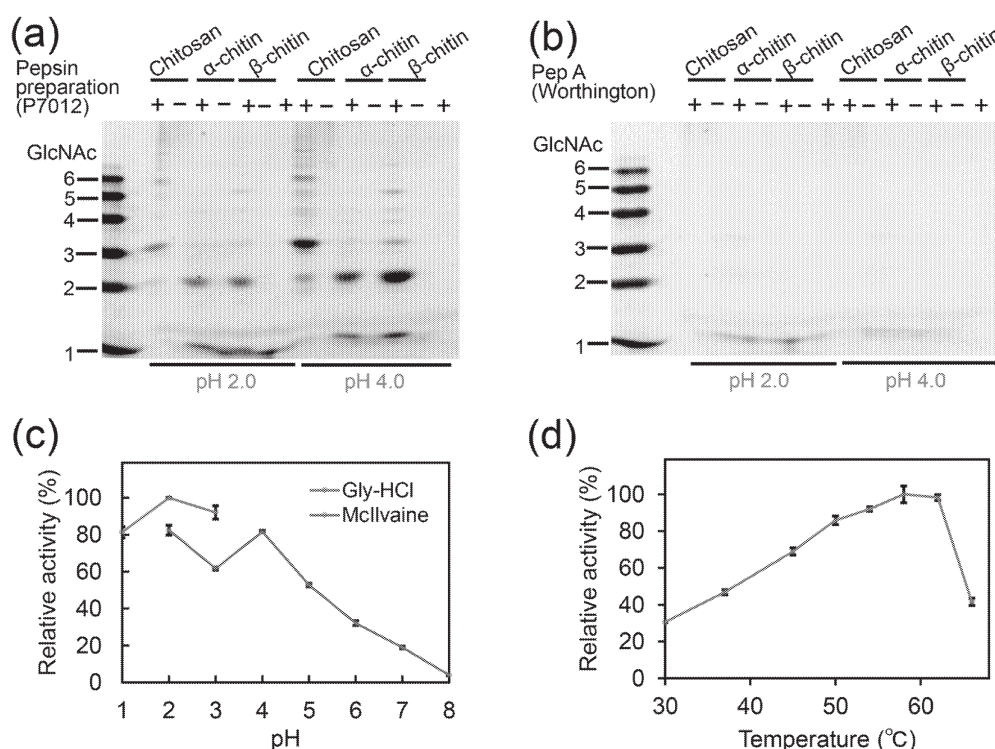 (a)
Chitosan α-chitin β-chitin Chitosan α-chitin β-chitin
Pepsin
preparation
(P7012) + − + − + − + + − + − + − +
GlcNAc
6
5
4
3
2
1
pH 2.0 pH 4.0
(b)
Chitosan α-chitin β-chitin Chitosan α-chitin β-chitin
Pep A
(Worthington) + − + − + − + + − + − + − +
GlcNAc
6
5
4
3
2
1
pH 2.0 pH 4.0
(c)
Relative activity (%)
100
80
60
40
20
0
Gly-HCl
McIlvaine
1 2 3 4 5 6 7 8
pH
(d)
Relative activity (%)
100
80
60
40
20
0
30 40 50 60
Temperature (°C)